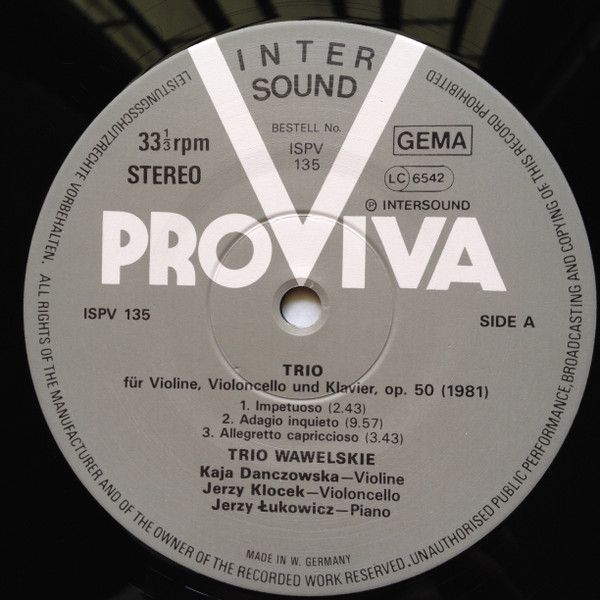 INTER
SOUND
BESTELL No.
ISPV
135
33 1/3 rpm
STEREO
GEMA
LC 6542
Ⓟ INTERSOUND
PROVIVA
ISPV 135
SIDE A
TRIO
für Violine, Violoncello und Klavier, op. 50 (1981)
1. Impetuoso (2.43)
2. Adagio inquieto (9.57)
3. Allegretto capriccioso (3.43)
TRIO WAWELSKIE
Kaja Danczowska—Violine
Jerzy Klocek—Violoncello
Jerzy Łukowicz—Piano
MADE IN W. GERMANY
LEISTUNGSSCHUTZRECHTE VORBEHALTEN. ALL RIGHTS OF THE MANUFACTURER AND OF THE OWNER OF THE RECORDED WORK RESERVED. UNAUTHORISED PUBLIC PERFORMANCE, BROADCASTING AND COPYING OF THIS RECORD PROHIBITED